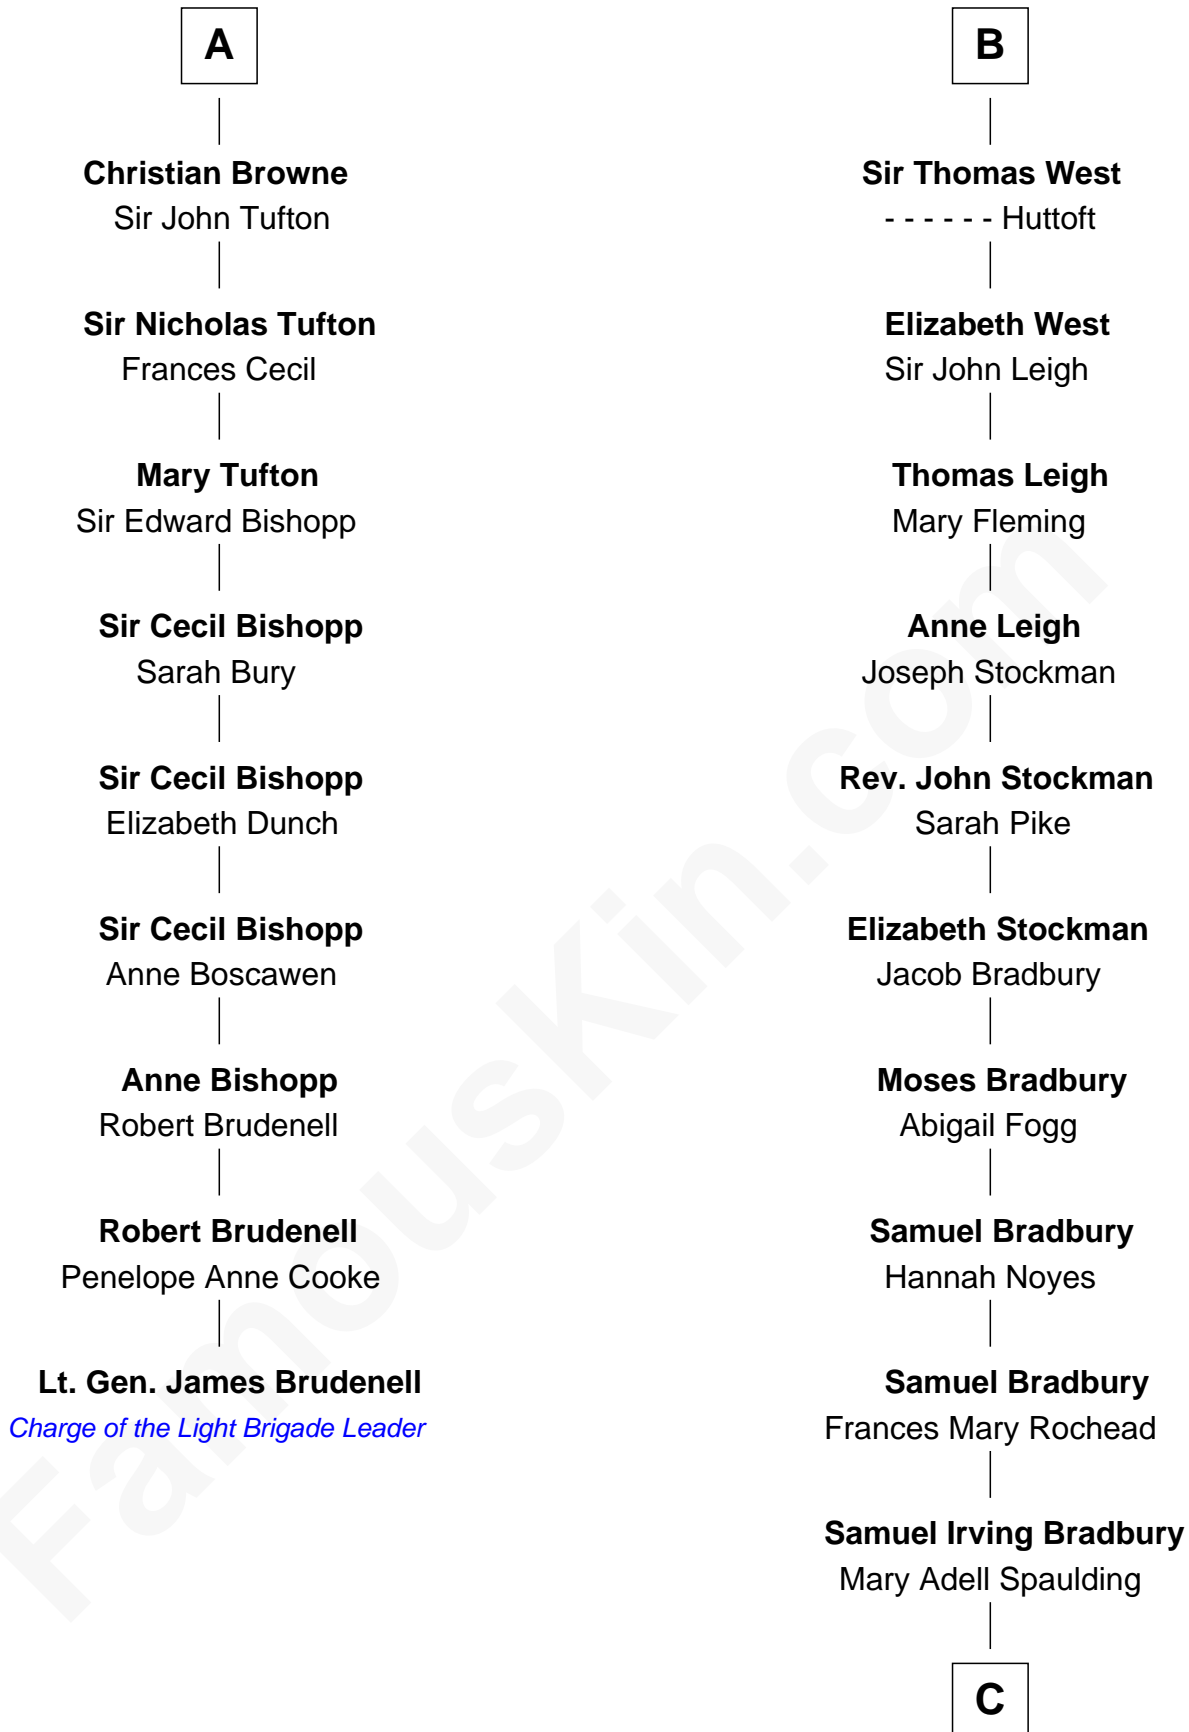 A
Christian Browne
Sir John Tufton
Sir Nicholas Tufton
Frances Cecil
Mary Tufton
Sir Edward Bishopp
Sir Cecil Bishopp
Sarah Bury
Sir Cecil Bishopp
Elizabeth Dunch
Sir Cecil Bishopp
Anne Boscawen
Anne Bishopp
Robert Brudenell
Robert Brudenell
Penelope Anne Cooke
Lt. Gen. James Brudenell
Charge of the Light Brigade Leader
B
Sir Thomas West
- - - - - - Huttoft
Elizabeth West
Sir John Leigh
Thomas Leigh
Mary Fleming
Anne Leigh
Joseph Stockman
Rev. John Stockman
Sarah Pike
Elizabeth Stockman
Jacob Bradbury
Moses Bradbury
Abigail Fogg
Samuel Bradbury
Hannah Noyes
Samuel Bradbury
Frances Mary Rochead
Samuel Irving Bradbury
Mary Adell Spaulding
C
FamousKin.com